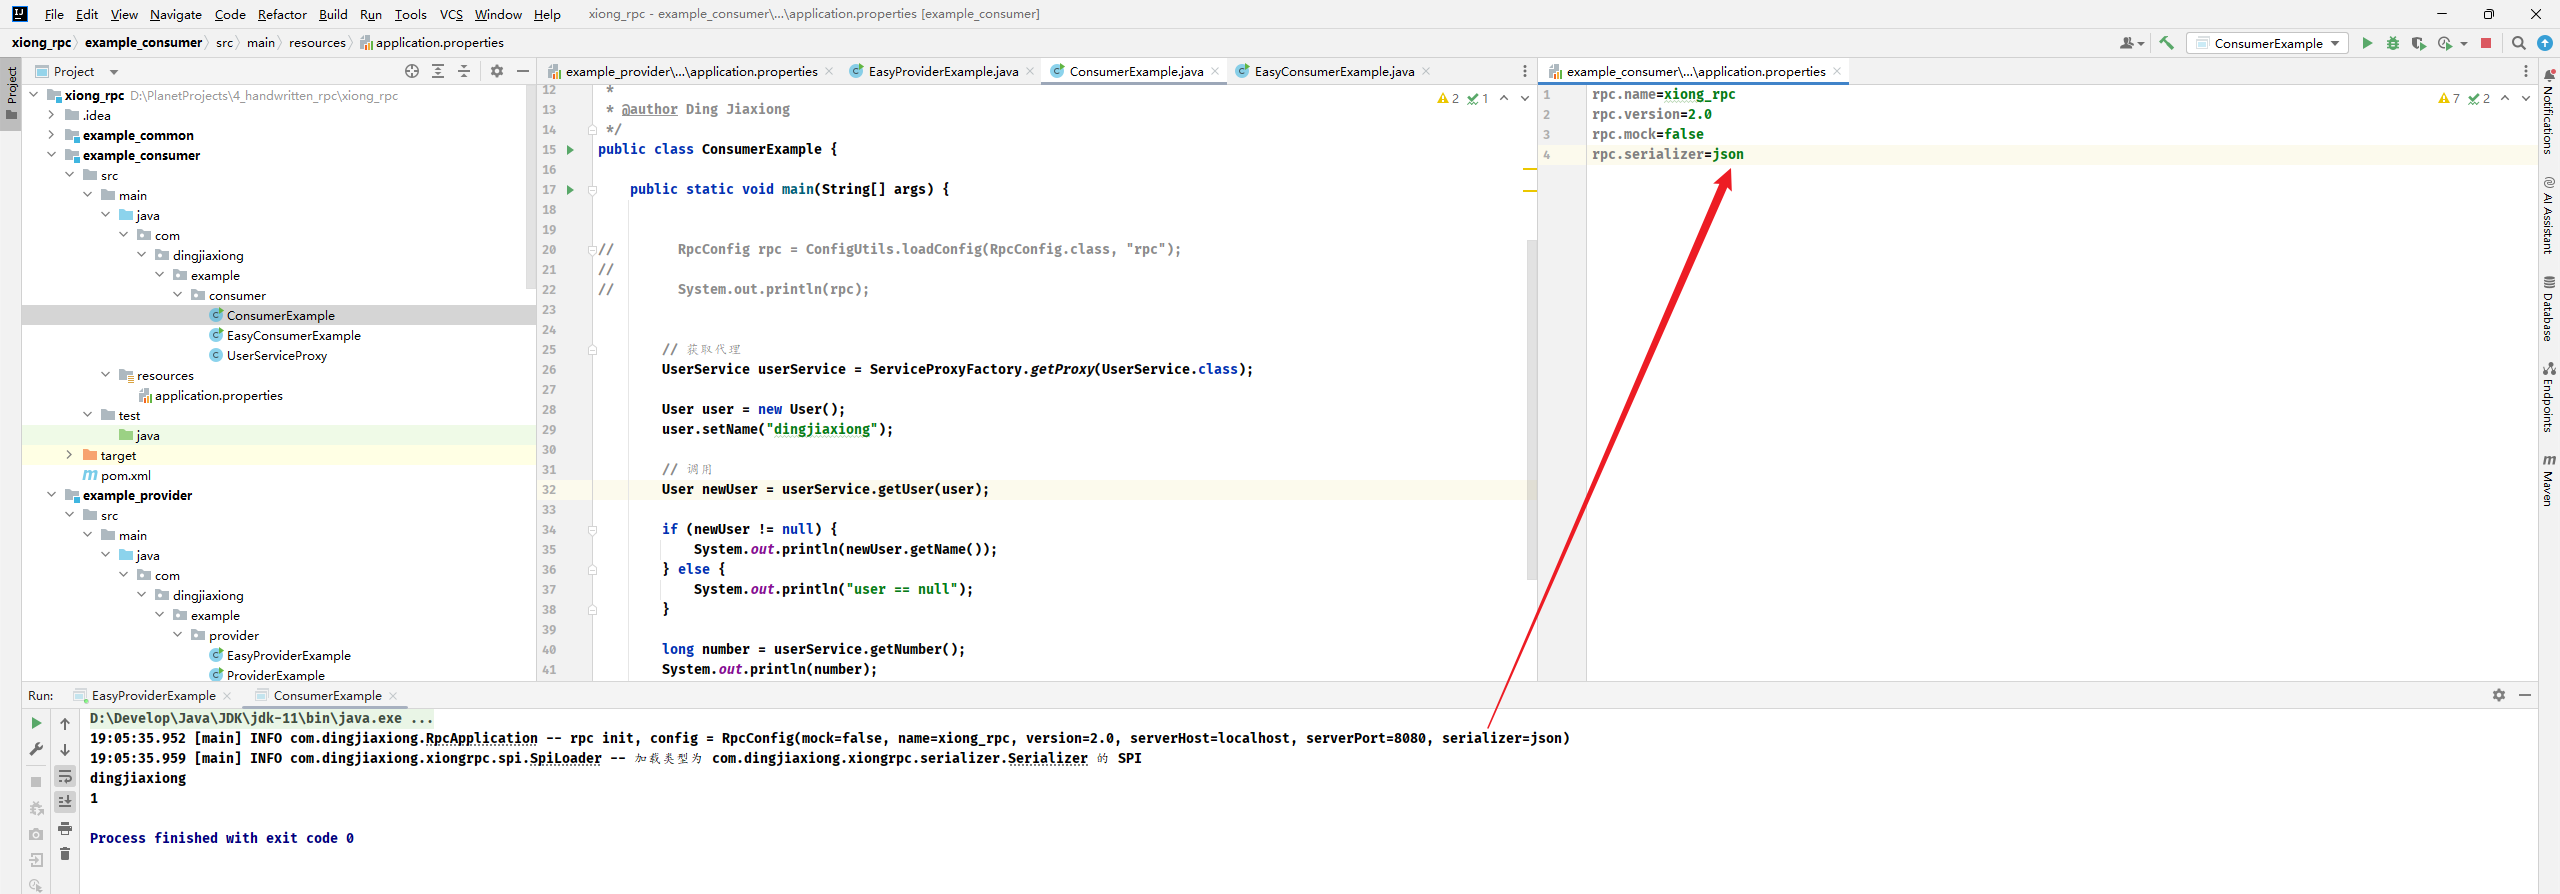 File Edit View Navigate Code Refactor Build Run Tools VCS Window Help xiong_rpc - example_consumer\...\application.properties [example_consumer]
xiong_rpc example_consumer src main resources application.properties
ConsumerExample
Project
Project
xiong_rpc D:\PlanetProjects\4_handwritten_rpc\xiong_rpc
.idea
example_common
example_consumer
src
main
java
com
dingjiaxiong
example
consumer
ConsumerExample
EasyConsumerExample
UserServiceProxy
resources
application.properties
test
java
target
pom.xml
example_provider
src
main
java
com
dingjiaxiong
example
provider
EasyProviderExample
ProviderExample
example_provider\...\application.properties EasyProviderExample.java ConsumerExample.java EasyConsumerExample.java
2 1
12 *
13 * @author Ding Jiaxiong
14 */
15 public class ConsumerExample {
16
17 public static void main(String[] args) {
18
19
20 // RpcConfig rpc = ConfigUtils.loadConfig(RpcConfig.class, "rpc");
21 //
22 // System.out.println(rpc);
23
24
25 // 获取代理
26 UserService userService = ServiceProxyFactory.getProxy(UserService.class);
27
28 User user = new User();
29 user.setName("dingjiaxiong");
30
31 // 调用
32 User newUser = userService.getUser(user);
33
34 if (newUser != null) {
35 System.out.println(newUser.getName());
36 } else {
37 System.out.println("user == null");
38 }
39
40 long number = userService.getNumber();
41 System.out.println(number);
example_consumer\...\application.properties
7 2
1 rpc.name=xiong_rpc
2 rpc.version=2.0
3 rpc.mock=false
4 rpc.serializer=json
Notifications
AI Assistant
Database
Endpoints
Maven
Run: EasyProviderExample ConsumerExample
D:\Develop\Java\JDK\jdk-11\bin\java.exe ...
19:05:35.952 [main] INFO com.dingjiaxiong.RpcApplication -- rpc init, config = RpcConfig(mock=false, name=xiong_rpc, version=2.0, serverHost=localhost, serverPort=8080, serializer=json)
19:05:35.959 [main] INFO com.dingjiaxiong.xiongrpc.spi.SpiLoader -- 加载类型为 com.dingjiaxiong.xiongrpc.serializer.Serializer 的 SPI
dingjiaxiong
1
Process finished with exit code 0